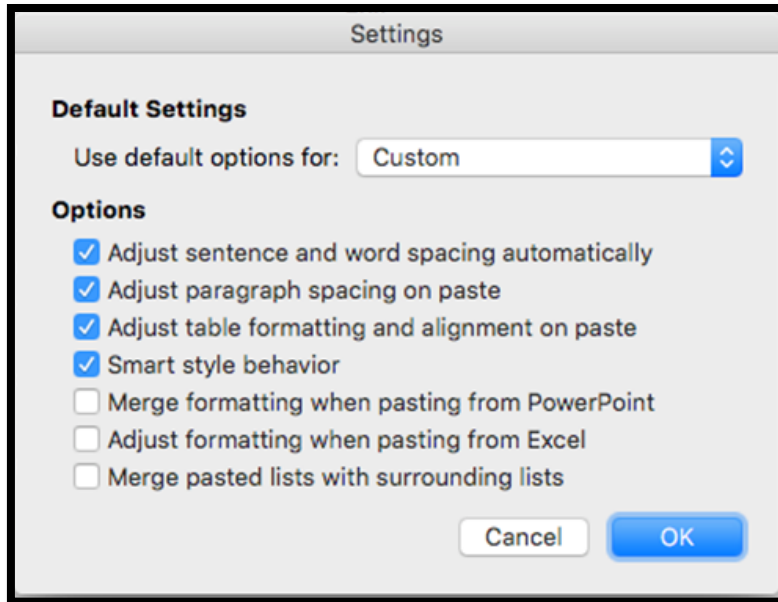 Settings
Default Settings
Use default options for: Custom
Options
Adjust sentence and word spacing automatically
Adjust paragraph spacing on paste
Adjust table formatting and alignment on paste
Smart style behavior
Merge formatting when pasting from PowerPoint
Adjust formatting when pasting from Excel
Merge pasted lists with surrounding lists
Cancel OK